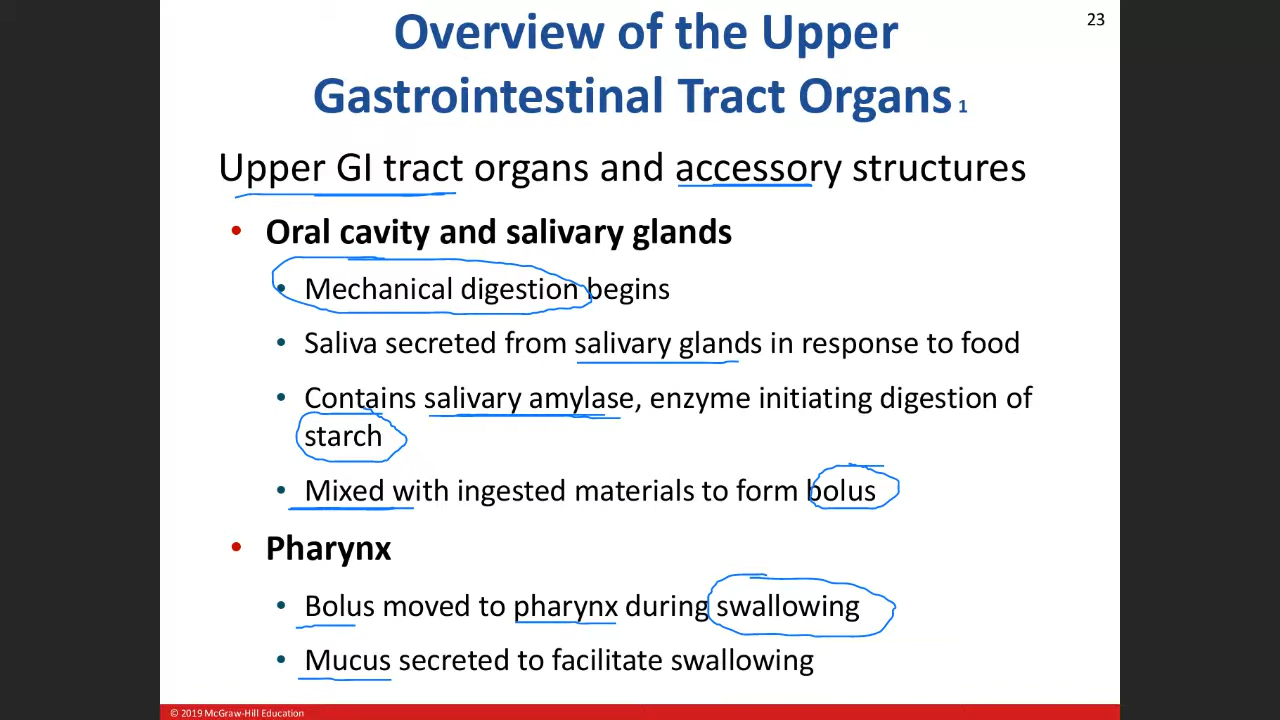 23
Overview of the Upper
Gastrointestinal Tract Organs 1
Upper GI tract organs and accessory structures
• Oral cavity and salivary glands
• Mechanical digestion begins
• Saliva secreted from salivary glands in response to food
• Contains salivary amylase, enzyme initiating digestion of
starch
• Mixed with ingested materials to form bolus
• Pharynx
• Bolus moved to pharynx during swallowing
• Mucus secreted to facilitate swallowing
© 2019 McGraw-Hill Education